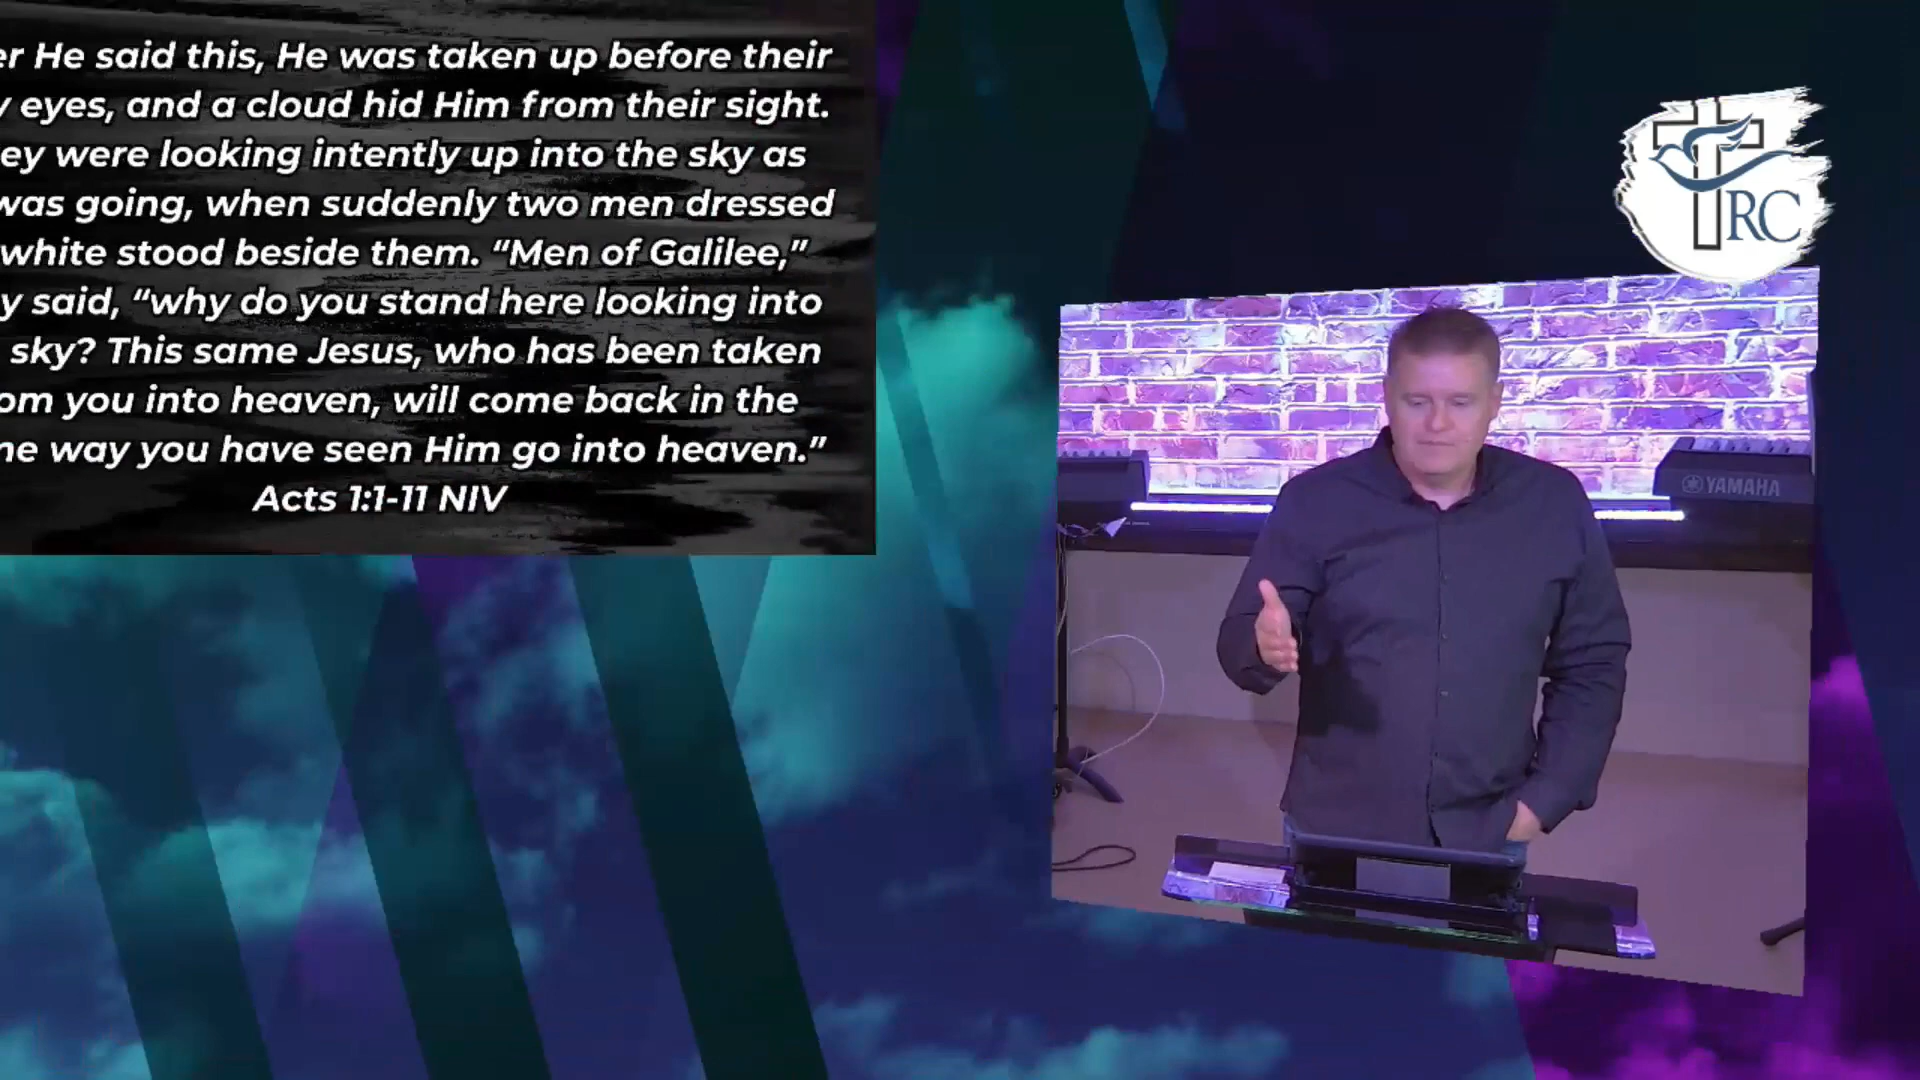 er He said this, He was taken up before their
y eyes, and a cloud hid Him from their sight.
ey were looking intently up into the sky as
was going, when suddenly two men dressed
white stood beside them. “Men of Galilee,”
y said, “why do you stand here looking into
sky? This same Jesus, who has been taken
om you into heaven, will come back in the
me way you have seen Him go into heaven.”
Acts 1:1-11 NIV
RC
YAMAHA